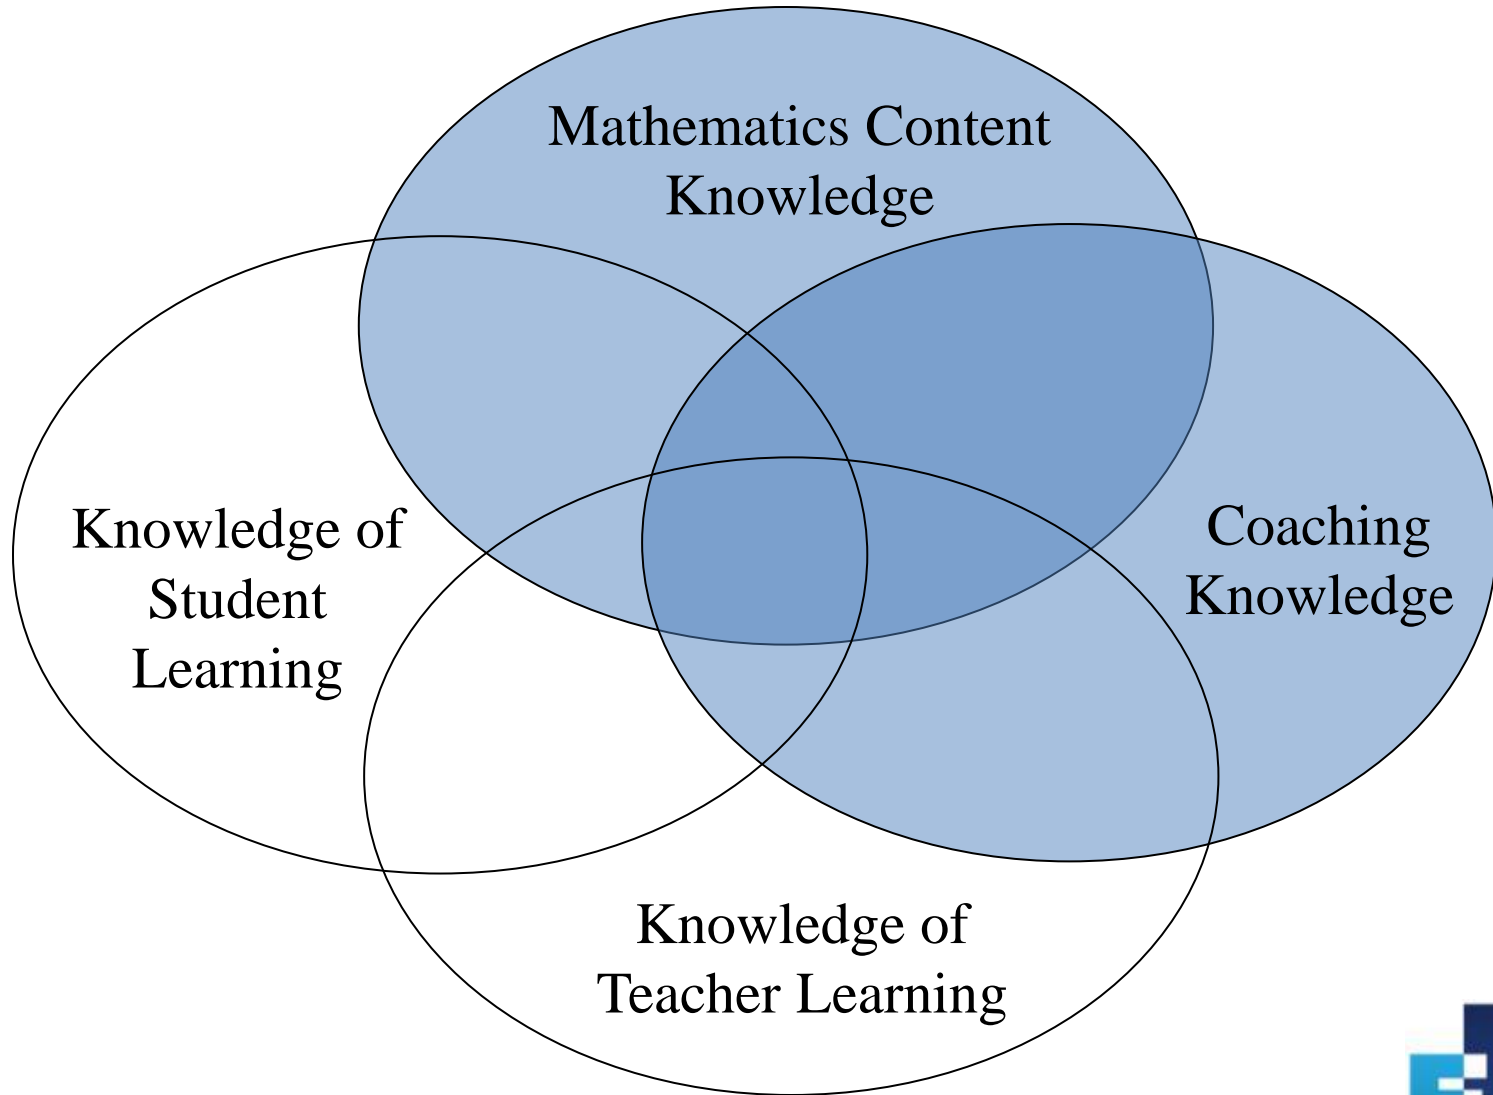 Mathematics Content
Knowledge
Knowledge of
Student
Learning
Coaching
Knowledge
Knowledge of
Teacher Learning